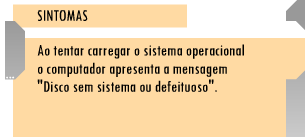 SINTOMAS
Ao tentar carregar o sistema operacional
o computador apresenta a mensagem
"Disco sem sistema ou defeituoso".